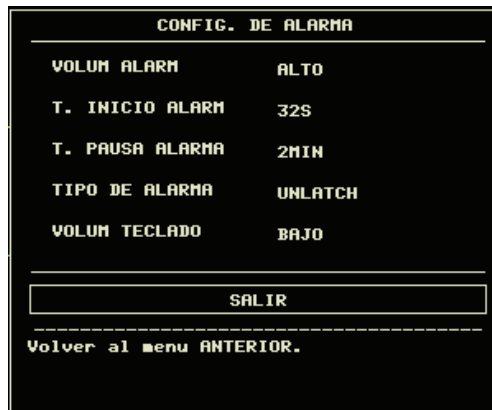 CONFIG. DE ALARMA
VOLUM ALARM ALTO
T. INICIO ALARM 32S
T. PAUSA ALARMA 2MIN
TIPO DE ALARMA UNLATCH
VOLUM TECLADO BAJO
SALIR
Volver al menu ANTERIOR.